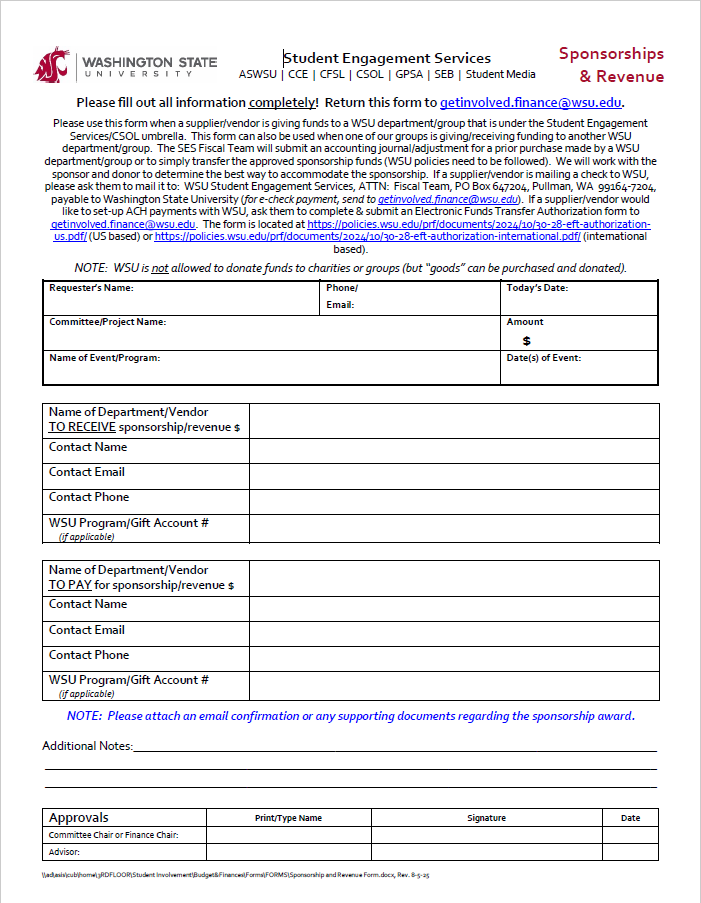 WASHINGTON STATE
UNIVERSITY
Student Engagement Services
ASWSU | CCE | CFSL | CSOL | GPSA | SEB | Student Media
Sponsorships
& Revenue
Please fill out all information completely! Return this form to getinvolved.finance@wsu.edu.
Please use this form when a supplier/vendor is giving funds to a WSU department/group that is under the Student Engagement
Services/CSOL umbrella. This form can also be used when one of our groups is giving/receiving funding to another WSU
department/group. The SES Fiscal Team will submit an accounting journal/adjustment for a prior purchase made by a WSU
department/group or to simply transfer the approved sponsorship funds (WSU policies need to be followed). We will work with the
sponsor and donor to determine the best way to accommodate the sponsorship. If a supplier/vendor is mailing a check to WSU,
please ask them to mail it to: WSU Student Engagement Services, ATTN: Fiscal Team, PO Box 647204, Pullman, WA 99164-7204,
payable to Washington State University (for e-check payment, send to getinvolved.finance@wsu.edu). If a supplier/vendor would
like to set-up ACH payments with WSU, ask them to complete & submit an Electronic Funds Transfer Authorization form to
getinvolved.finance@wsu.edu. The form is located at https://policies.wsu.edu/prf/documents/2024/10/30-28-eft-authorization-
us.pdf/ (US based) or https://policies.wsu.edu/prf/documents/2024/10/30-28-eft-authorization-international.pdf/ (international
based).
NOTE: WSU is not allowed to donate funds to charities or groups (but “goods” can be purchased and donated).
Requester's Name:
Phone/
Email:
Today's Date:
Committee/Project Name:
Amount
$
Name of Event/Program:
Date(s) of Event:
Name of Department/Vendor
TO RECEIVE sponsorship/revenue $
Contact Name
Contact Email
Contact Phone
WSU Program/Gift Account #
(if applicable)
Name of Department/Vendor
TO PAY for sponsorship/revenue $
Contact Name
Contact Email
Contact Phone
WSU Program/Gift Account #
(if applicable)
NOTE: Please attach an email confirmation or any supporting documents regarding the sponsorship award.
Additional Notes:
Approvals
Print/Type Name
Signature
Date
Committee Chair or Finance Chair:
Advisor:
\\ad\asis\cub\home\3RDFLOOR\Student Involvement\Budget&Finances\Forms\FORMS\Sponsorship and Revenue Form.docx, Rev. 8-5-25